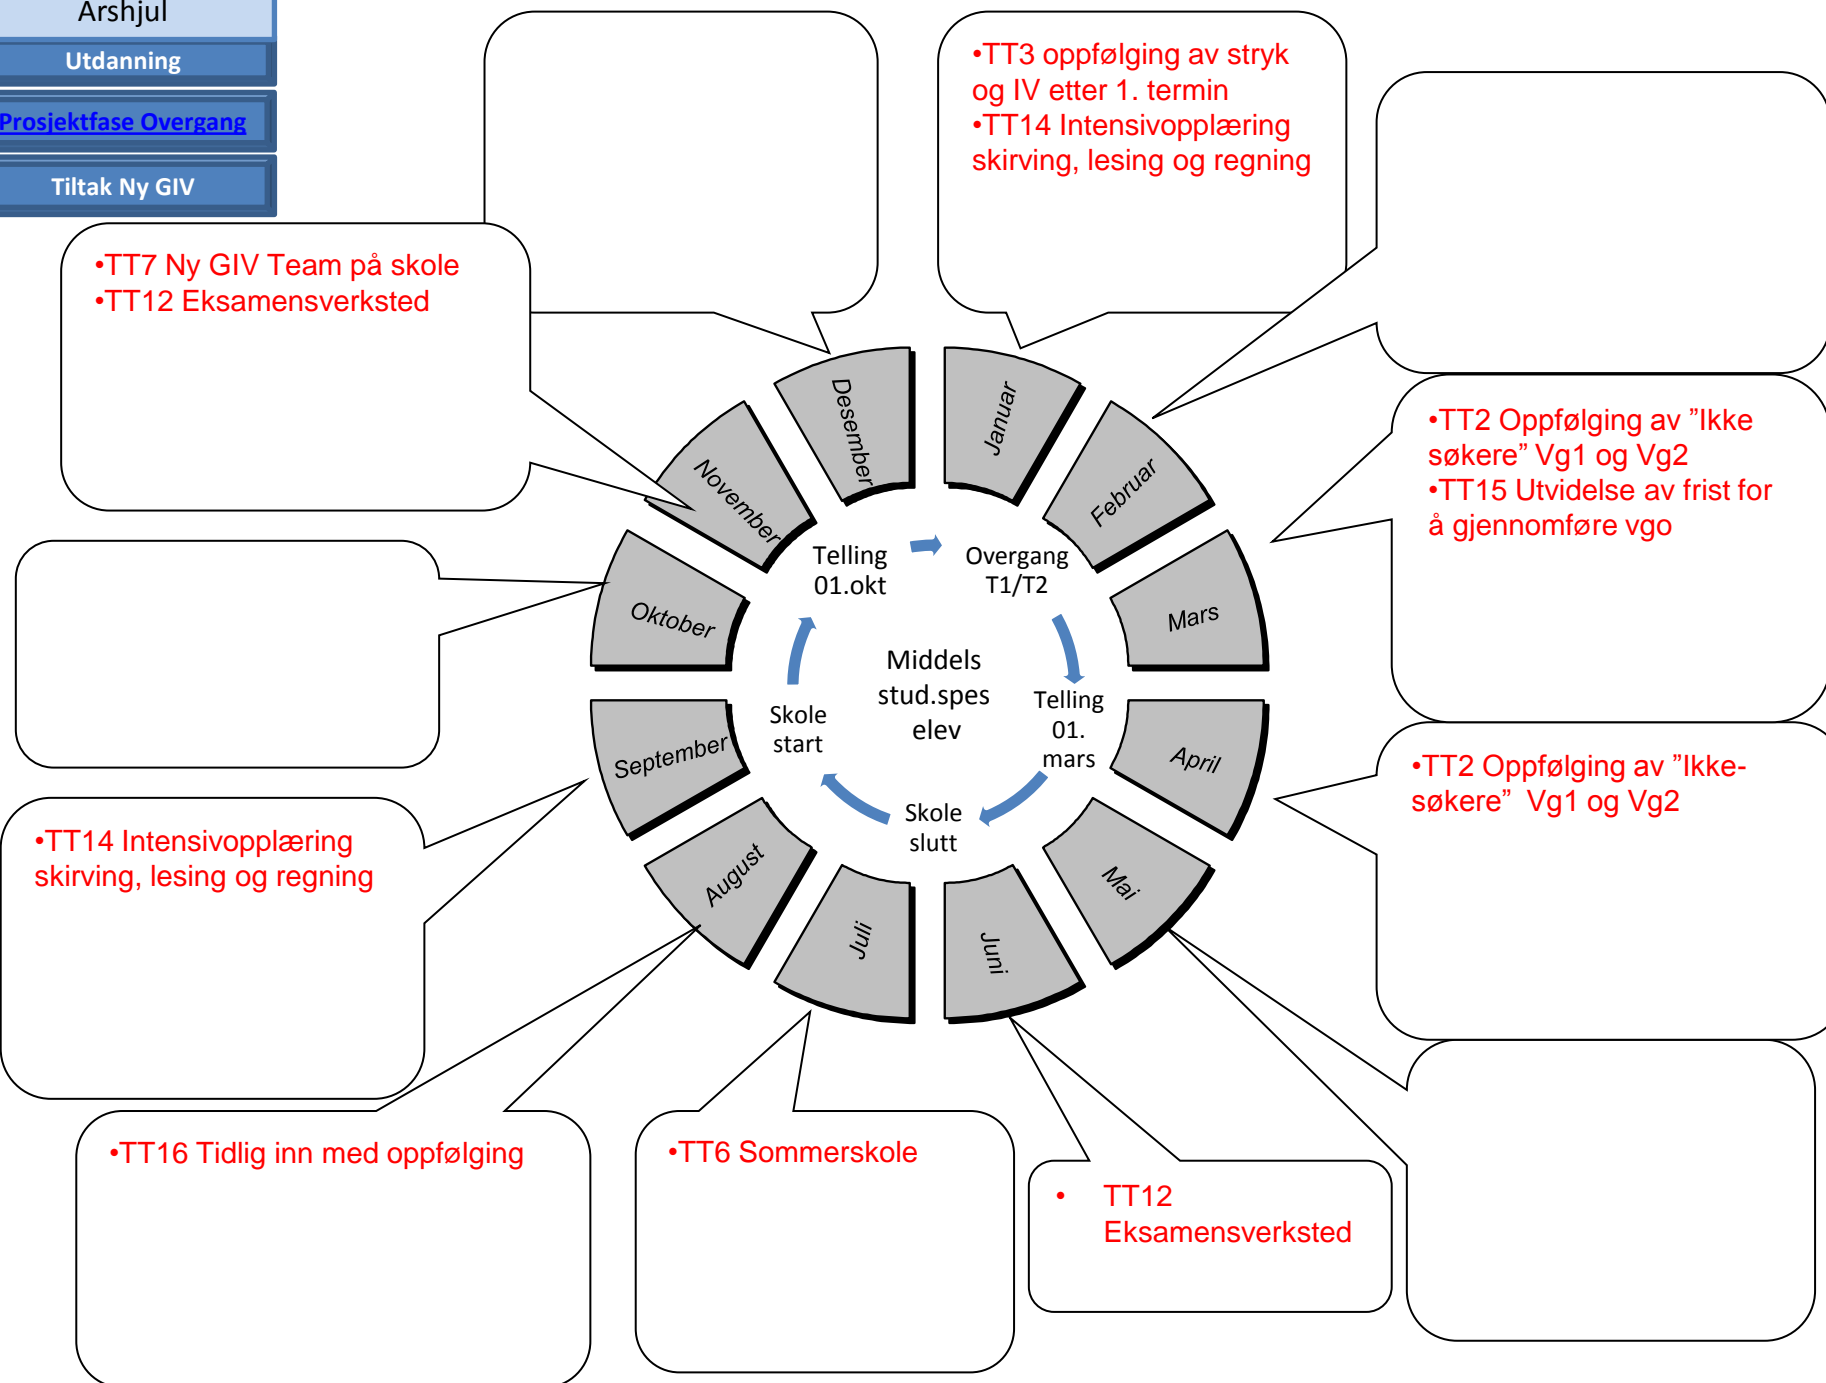 Årshjul
Utdanning
Prosjektfase Overgang
Tiltak Ny GIV
•TT3 oppfølging av stryk
og IV etter 1. termin
•TT14 Intensivopplæring
skirving, lesing og regning
•TT7 Ny GIV Team på skole
•TT12 Eksamensverksted
•TT2 Oppfølging av ”Ikke
søkere” Vg1 og Vg2
•TT15 Utvidelse av frist for
å gjennomføre vgo
•TT2 Oppfølging av ”Ikke-
søkere” Vg1 og Vg2
•TT14 Intensivopplæring
skirving, lesing og regning
•TT16 Tidlig inn med oppfølging
•TT6 Sommerskole
• TT12
Eksamensverksted
Januar
Februar
Mars
April
Mai
Juni
Juli
August
September
Oktober
November
Desember
Telling
01.okt
Overgang
T1/T2
Telling
01.
mars
Skole
slutt
Skole
start
Middels
stud.spes
elev